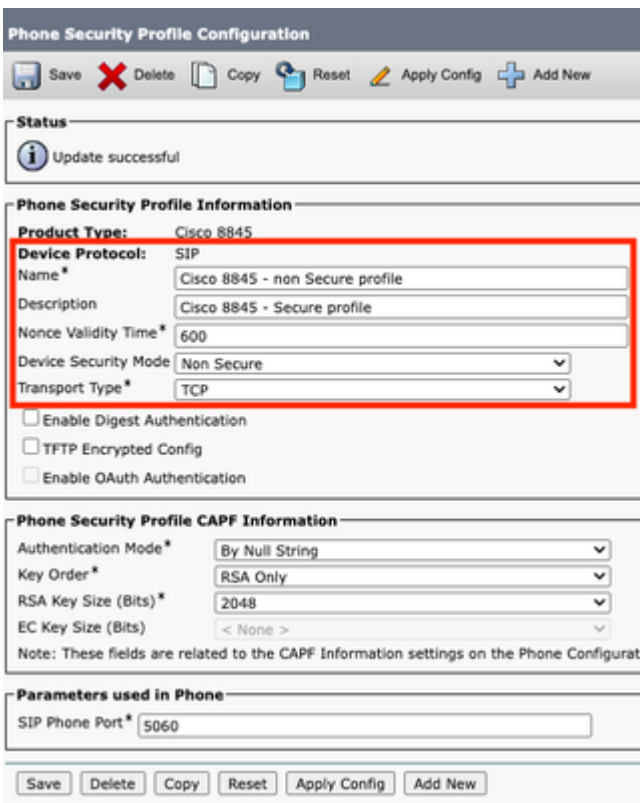 Phone Security Profile Configuration
Save Delete Copy Reset Apply Config Add New
Status
Update successful
Phone Security Profile Information
Product Type: Cisco 8845
Device Protocol: SIP
Name* Cisco 8845 - non Secure profile
Description Cisco 8845 - Secure profile
Nonce Validity Time* 600
Device Security Mode Non Secure
Transport Type* TCP
Enable Digest Authentication
TFTP Encrypted Config
Enable OAuth Authentication
Phone Security Profile CAPF Information
Authentication Mode* By Null String
Key Order* RSA Only
RSA Key Size (Bits)* 2048
EC Key Size (Bits) < None >
Note: These fields are related to the CAPF Information settings on the Phone Configurat
Parameters used in Phone
SIP Phone Port* 5060
Save Delete Copy Reset Apply Config Add New